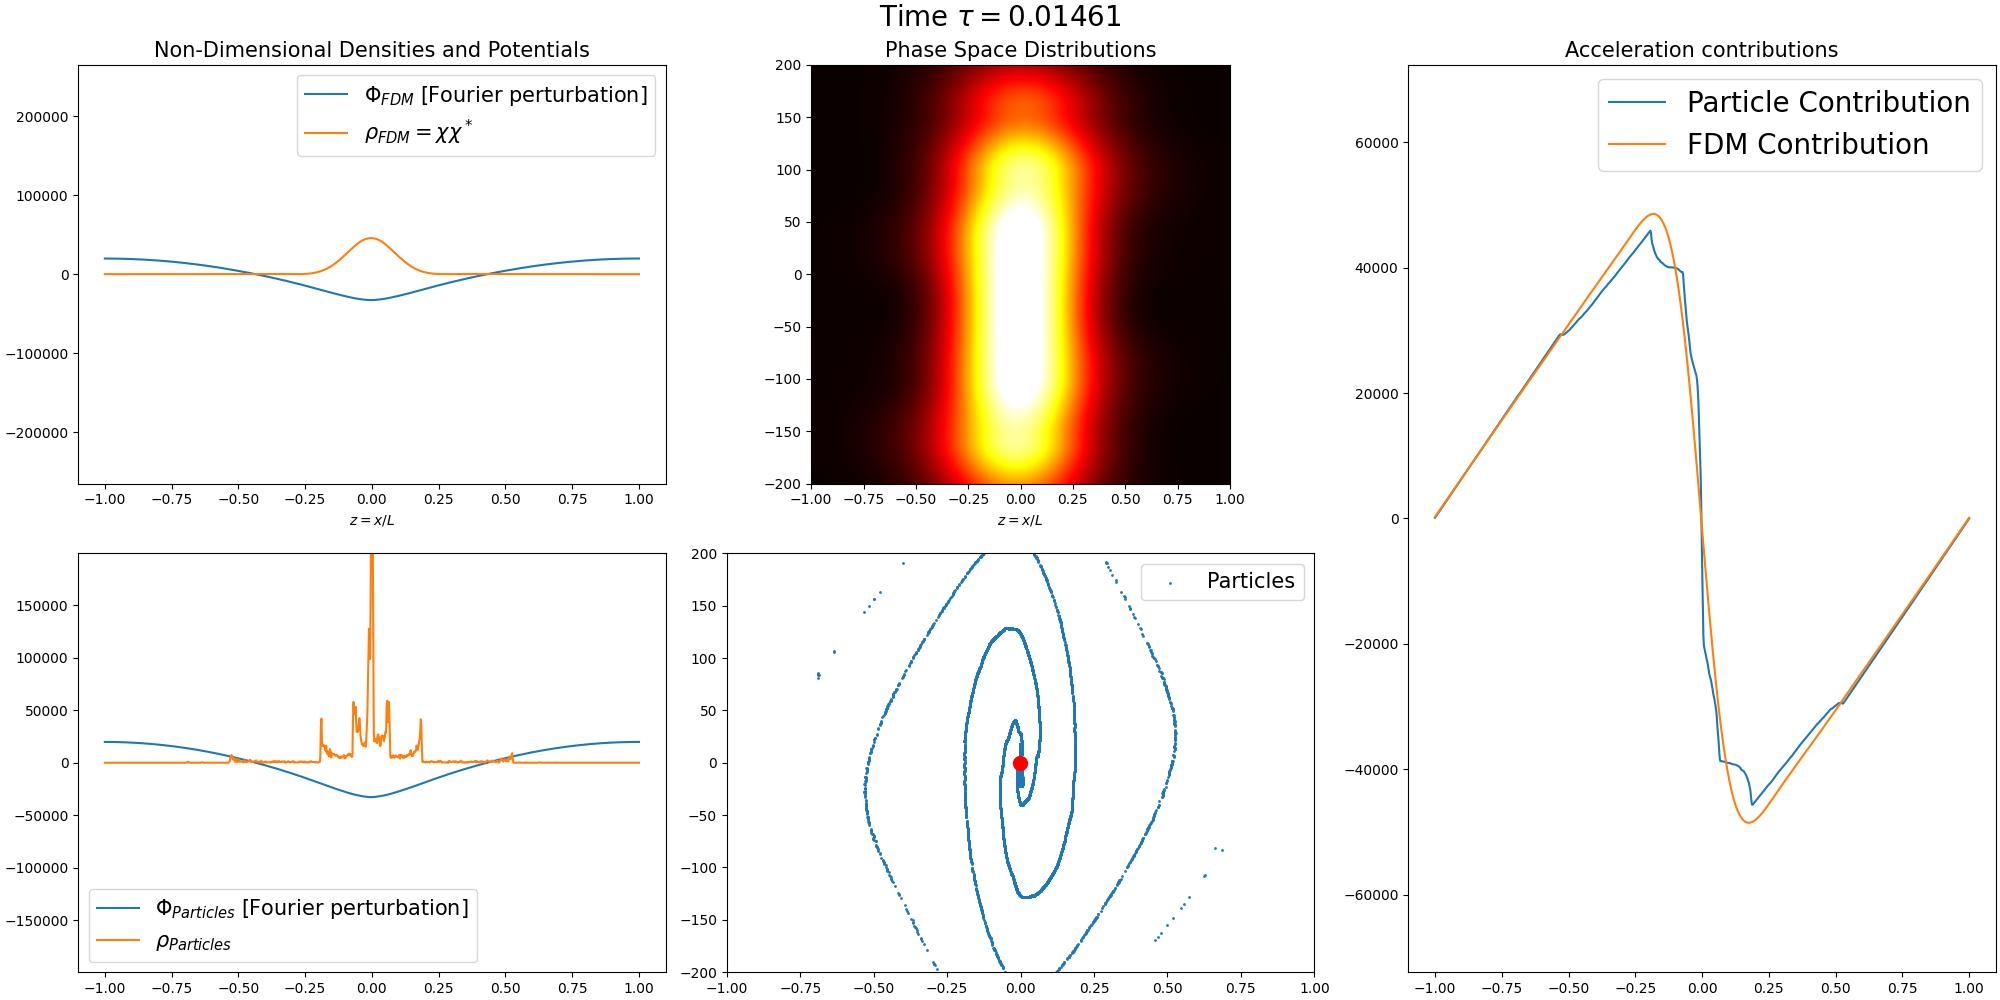 Time τ = 0.01461
Non-Dimensional Densities and Potentials
200000
100000
0
−100000
−200000
Φ_FDM [Fourier perturbation]
ρ_FDM = χχ*
−1.00 −0.75 −0.50 −0.25 0.00 0.25 0.50 0.75 1.00
z = x/L
Phase Space Distributions
200
150
100
50
0
−50
−100
−150
−200
−1.00 −0.75 −0.50 −0.25 0.00 0.25 0.50 0.75 1.00
z = x/L
Acceleration contributions
Particle Contribution
FDM Contribution
60000
40000
20000
0
−20000
−40000
−60000
−1.00 −0.75 −0.50 −0.25 0.00 0.25 0.50 0.75 1.00
150000
100000
50000
0
−50000
−100000
−150000
Φ_Particles [Fourier perturbation]
ρ_Particles
−1.00 −0.75 −0.50 −0.25 0.00 0.25 0.50 0.75 1.00
Particles
200
150
100
50
0
−50
−100
−150
−200
−1.00 −0.75 −0.50 −0.25 0.00 0.25 0.50 0.75 1.00